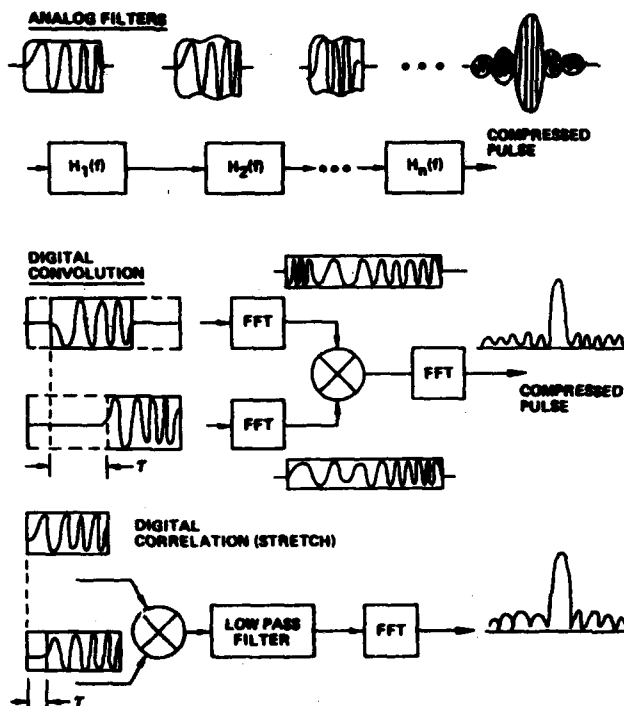 ANALOG FILTERS
COMPRESSED
PULSE
H₁(f)
H₂(f)
Hₙ(f)
DIGITAL
CONVOLUTION
FFT
FFT
FFT
COMPRESSED
PULSE
τ
DIGITAL
CORRELATION (STRETCH)
LOW PASS
FILTER
FFT
τ